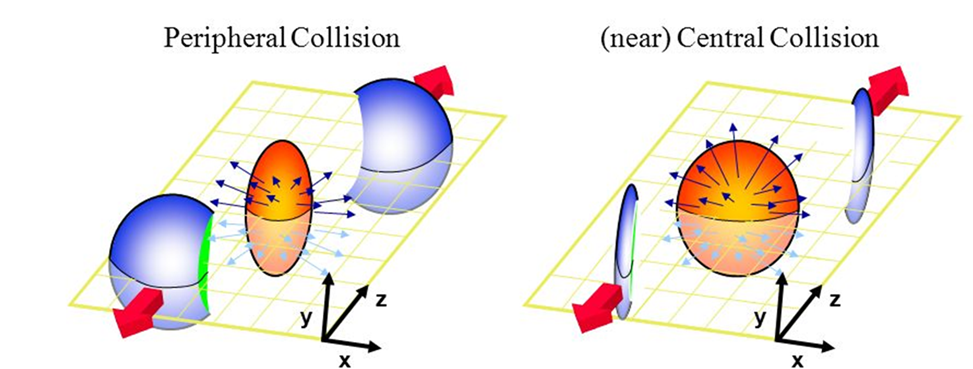 Peripheral Collision
(near) Central Collision
y
z
x
y
z
x